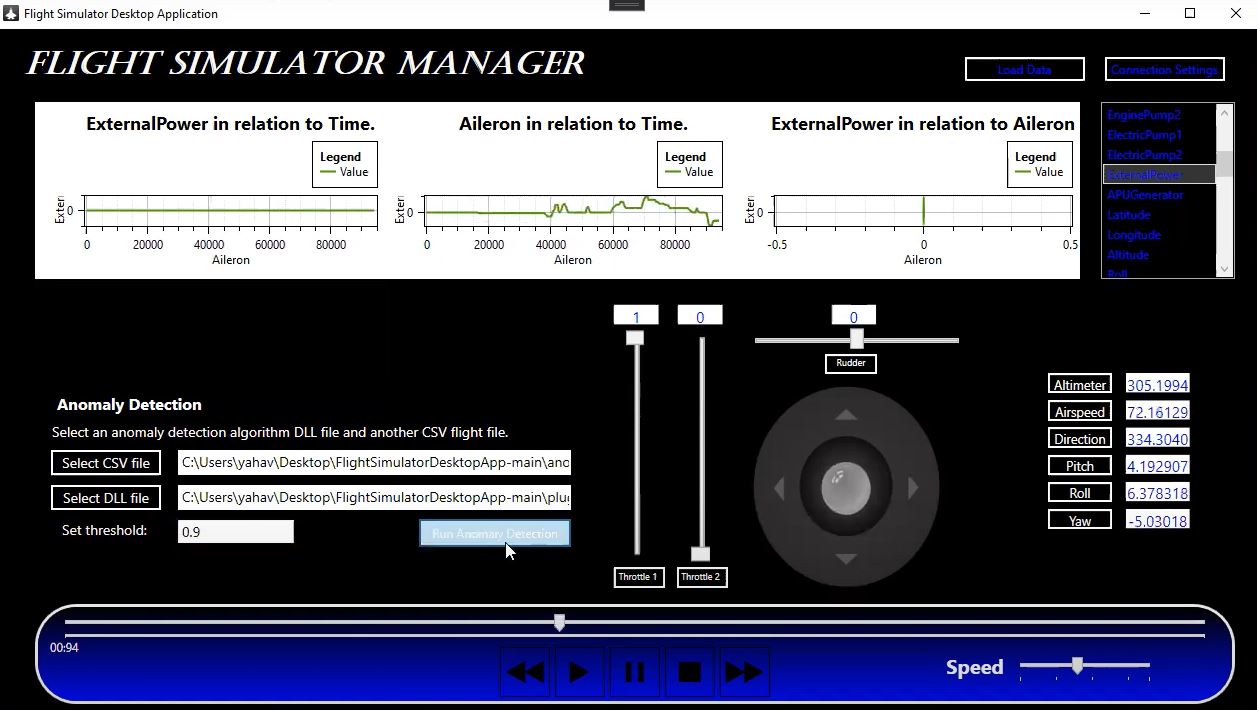 Flight Simulator Desktop Application
FLIGHT SIMULATOR MANAGER
Load Data
Connection Settings
ExternalPower in relation to Time.
Legend
Value
Exteri
0
0
20000
40000
60000
80000
Aileron
Aileron in relation to Time.
Legend
Value
Exteri
0
0
20000
40000
60000
80000
Aileron
ExternalPower in relation to Aileron
Legend
Value
Exteri
0
-0.5
0
0.5
Aileron
EnginePump2
ElectricPump1
ElectricPump2
ExternalPower
APUGenerator
Latitude
Longitude
Altitude
Roll
1
0
Throttle 1
Throttle 2
0
Rudder
Altimeter 305.1994
Airspeed 72.16129
Direction 334.3040
Pitch 4.192907
Roll 6.378318
Yaw -5.03018
Anomaly Detection
Select an anomaly detection algorithm DLL file and another CSV flight file.
Select CSV file C:\Users\yahav\Desktop\FlightSimulatorDesktopApp-main\ano
Select DLL file C:\Users\yahav\Desktop\FlightSimulatorDesktopApp-main\plug
Set threshold: 0.9
Run Anomaly Detection
00:94
Speed